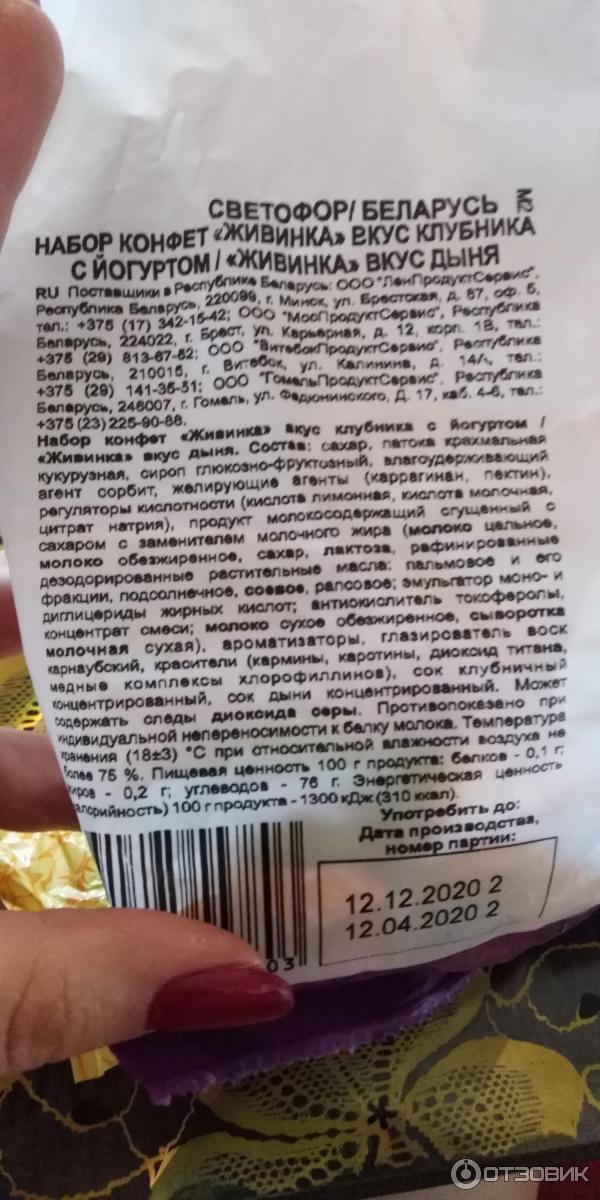 СВЕТОФОР/ БЕЛАРУСЬ
М2
НАБОР КОНФЕТ «ЖИВИНКА» ВКУС КЛУБНИКА
С ЙОГУРТОМ / «ЖИВИНКА» ВКУС ДЫНЯ
RU Поставщики в Республике Беларусь: ООО "ЛенПродуктСервис",
Республика Беларусь, 220099, г. Минск, ул. Брестская, д. 87, оф. 5,
тел.: +375 (17) 342-15-42; ООО "МосПродуктСервис", Республика
Беларусь, 224022, г. Брест, ул. Карьерная, д. 12, корп. 1В, тел.:
+375 (29) 813-67-52; ООО "ВитебскПродуктСервис", Республика
Беларусь, 210015, г. Витебск, ул. Калинина, д. 14А, тел.:
+375 (29) 141-35-51; ООО "ГомельПродуктСервис", Республика
Беларусь, 246007, г. Гомель, ул. Федюнинского, Д. 17, каб. 4-6, тел.:
+375 (23) 225-90-86.
Набор конфет «Живинка» вкус клубника с йогуртом /
«Живинка» вкус дыня. Состав: сахар, патока крахмальная
кукурузная, сироп глюкозно-фруктозный, влагоудерживающий
агент сорбит, желирующие агенты (каррагинан, пектин),
регуляторы кислотности (кислота лимонная, кислота молочная,
цитрат натрия), продукт молокосодержащий сгущенный с
сахаром с заменителем молочного жира (молоко цельное,
молоко обезжиренное, сахар, лактоза, рафинированные
дезодорированные растительные масла: пальмовое и его
фракции, подсолнечное, соевое, рапсовое; эмульгатор моно- и
диглицериды жирных кислот; антиокислитель токоферолы,
концентрат смеси; молоко сухое обезжиренное, сыворотка
молочная сухая), ароматизаторы, глазирователь воск
карнаубский, красители (кармины, каротины, диоксид титана,
медные комплексы хлорофиллинов), сок клубничный
концентрированный, сок дыни концентрированный. Может
содержать следы диоксида серы. Противопоказано при
индивидуальной непереносимости к белку молока. Температура
хранения (18±3) °С при относительной влажности воздуха не
более 75 %. Пищевая ценность 100 г продукта: белков - 0,1 г;
жиров - 0,2 г; углеводов - 76 г. Энергетическая ценность
(калорийность) 100 г продукта - 1300 кДж (310 ккал).
Употребить до:
Дата производства,
номер партии:
12.12.2020 2
12.04.2020 2
03
ОТЗОВИК